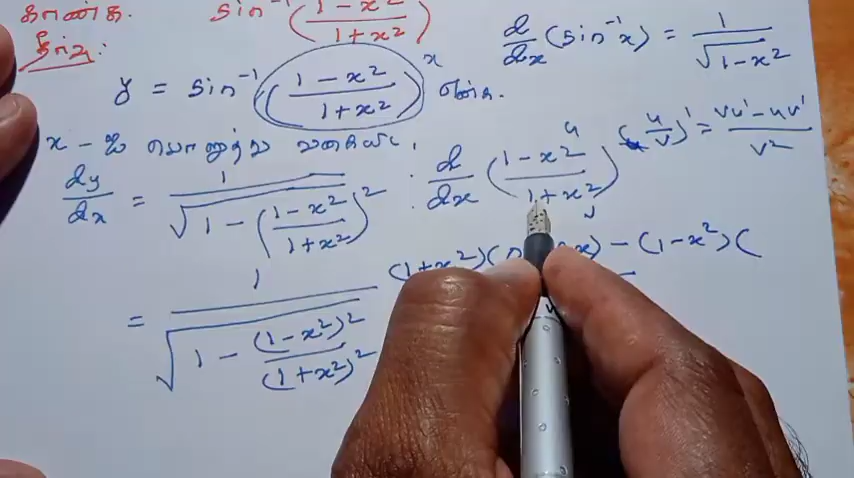 காண்க. sin⁻¹ ((1 - x²)/(1 + x²))
தீர்வு:
d/dx (sin⁻¹x) = 1/√(1 - x²)
y = sin⁻¹ ((1 - x²)/(1 + x²)) x என்க.
x - ஐ பொறுத்து வகையிட,
(u/v)' = (vu' - uv')/v²
dy/dx = 1/√(1 - ((1 - x²)/(1 + x²))²) : d/dx ((1 - x²)/(1 + x²)) u v
= 1/√(1 - (1 - x²)²/(1 + x²)²) (1 + x²)( x) - (1 - x²)(